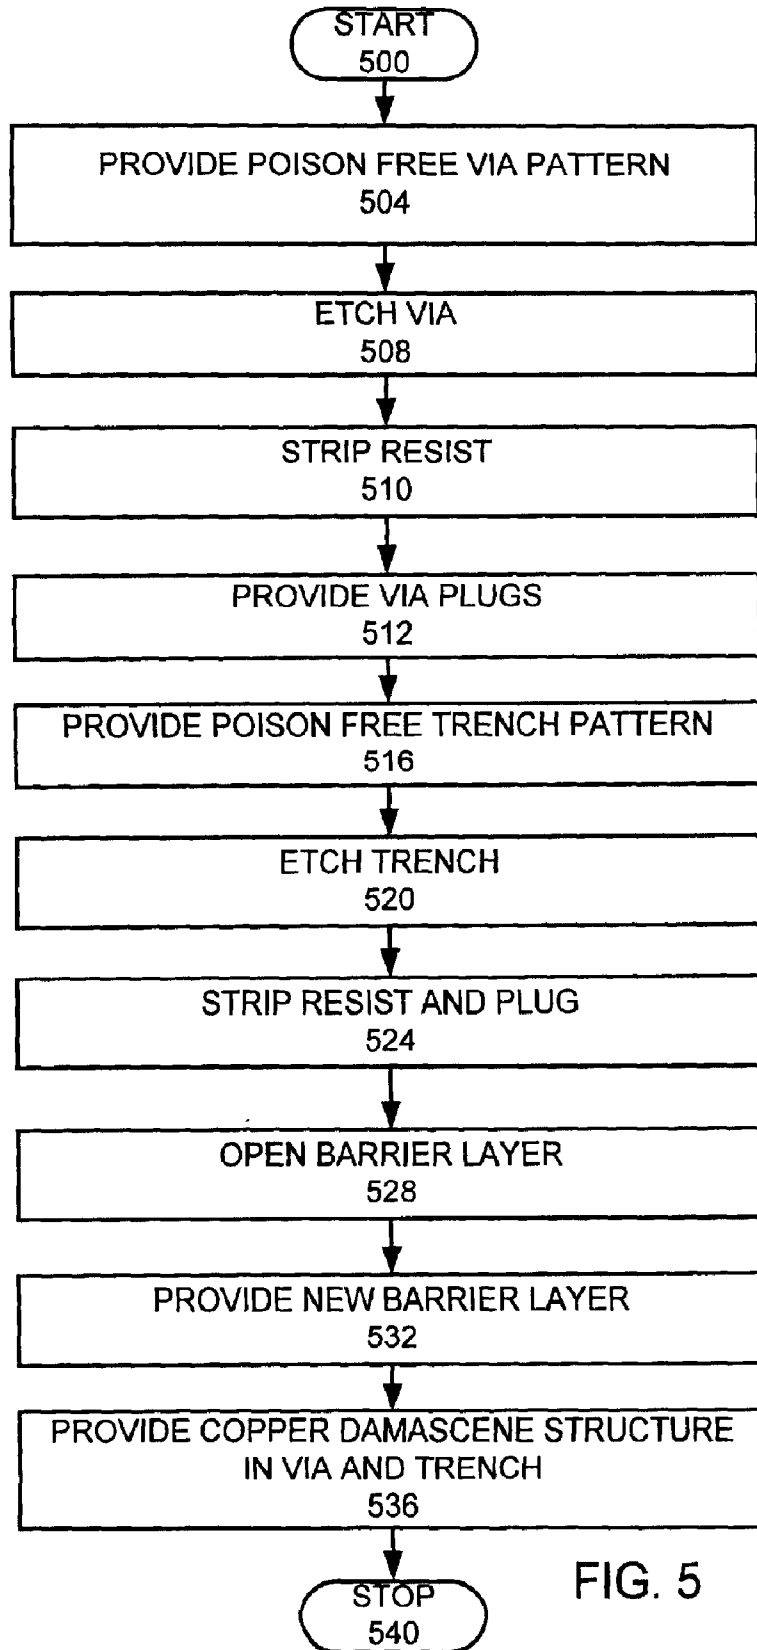 START
500
PROVIDE POISON FREE VIA PATTERN
504
ETCH VIA
508
STRIP RESIST
510
PROVIDE VIA PLUGS
512
PROVIDE POISON FREE TRENCH PATTERN
516
ETCH TRENCH
520
STRIP RESIST AND PLUG
524
OPEN BARRIER LAYER
528
PROVIDE NEW BARRIER LAYER
532
PROVIDE COPPER DAMASCENE STRUCTURE
IN VIA AND TRENCH
536
STOP
540
FIG. 5